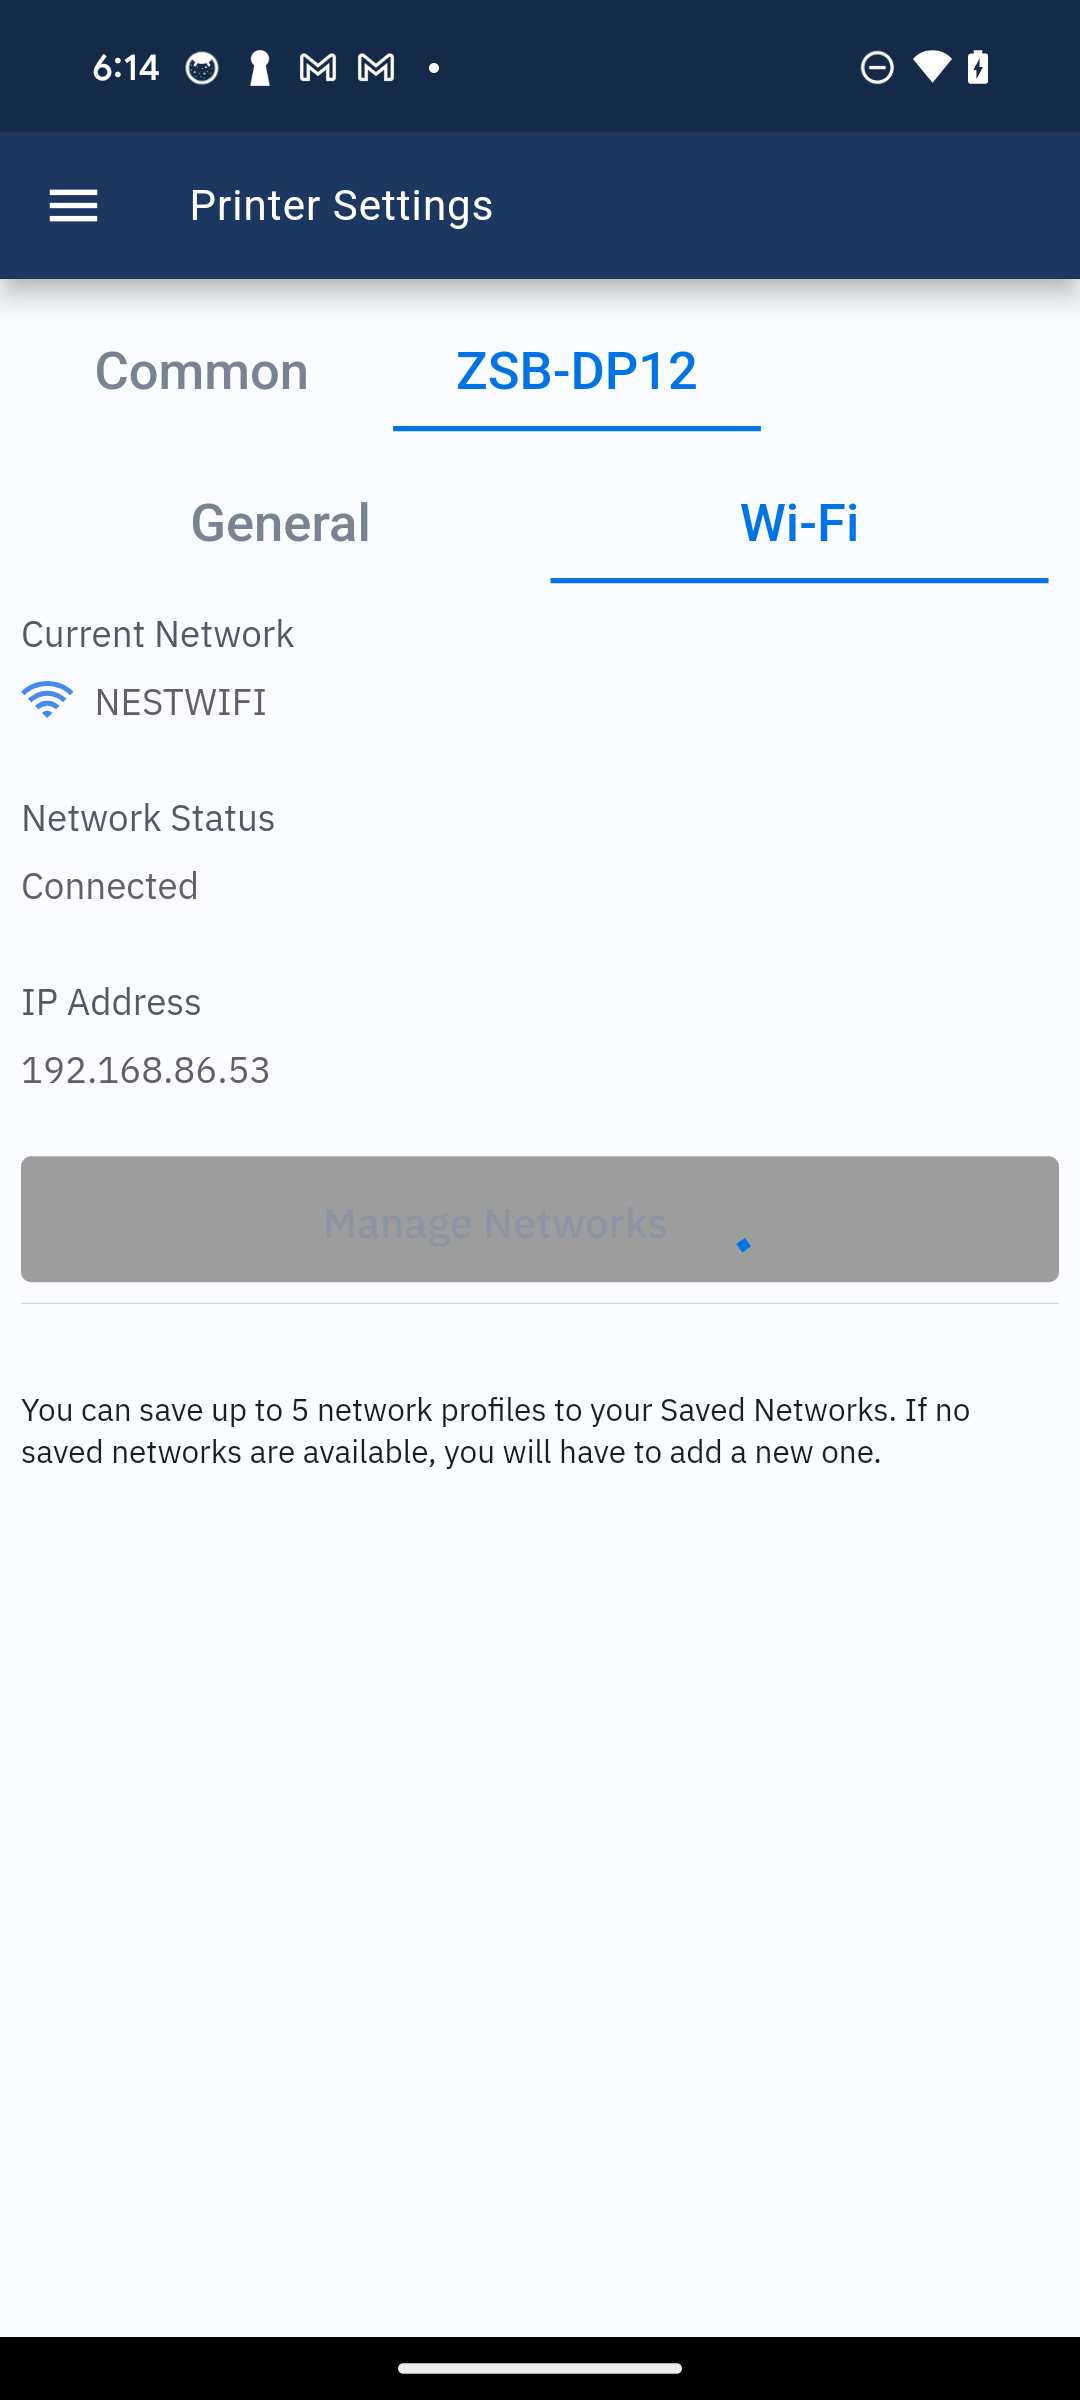 6:14
Printer Settings
Common ZSB-DP12
General Wi-Fi
Current Network
NESTWIFI
Network Status
Connected
IP Address
192.168.86.53
Manage Networks
You can save up to 5 network profiles to your Saved Networks. If no
saved networks are available, you will have to add a new one.